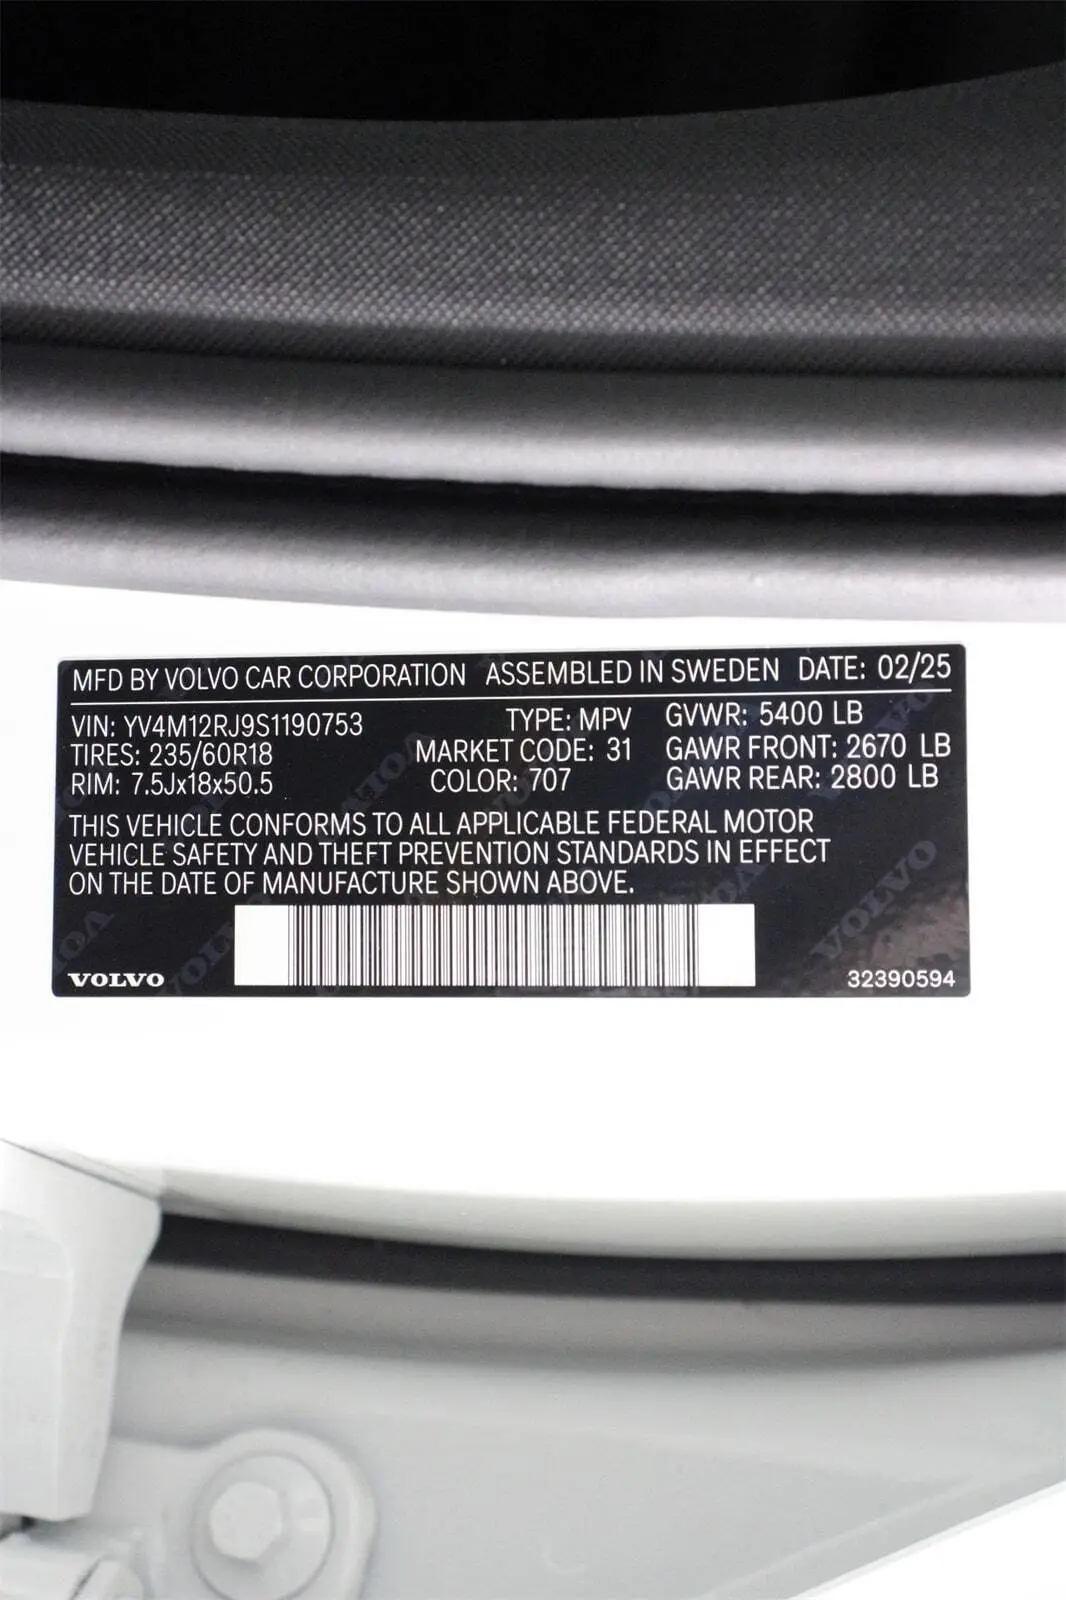 MFD BY VOLVO CAR CORPORATION ASSEMBLED IN SWEDEN DATE: 02/25
VIN: YV4M12RJ9S1190753 TYPE: MPV GVWR: 5400 LB
TIRES: 235/60R18 MARKET CODE: 31 GAWR FRONT: 2670 LB
RIM: 7.5Jx18x50.5 COLOR: 707 GAWR REAR: 2800 LB
THIS VEHICLE CONFORMS TO ALL APPLICABLE FEDERAL MOTOR
VEHICLE SAFETY AND THEFT PREVENTION STANDARDS IN EFFECT
ON THE DATE OF MANUFACTURE SHOWN ABOVE.
VOLVO 32390594